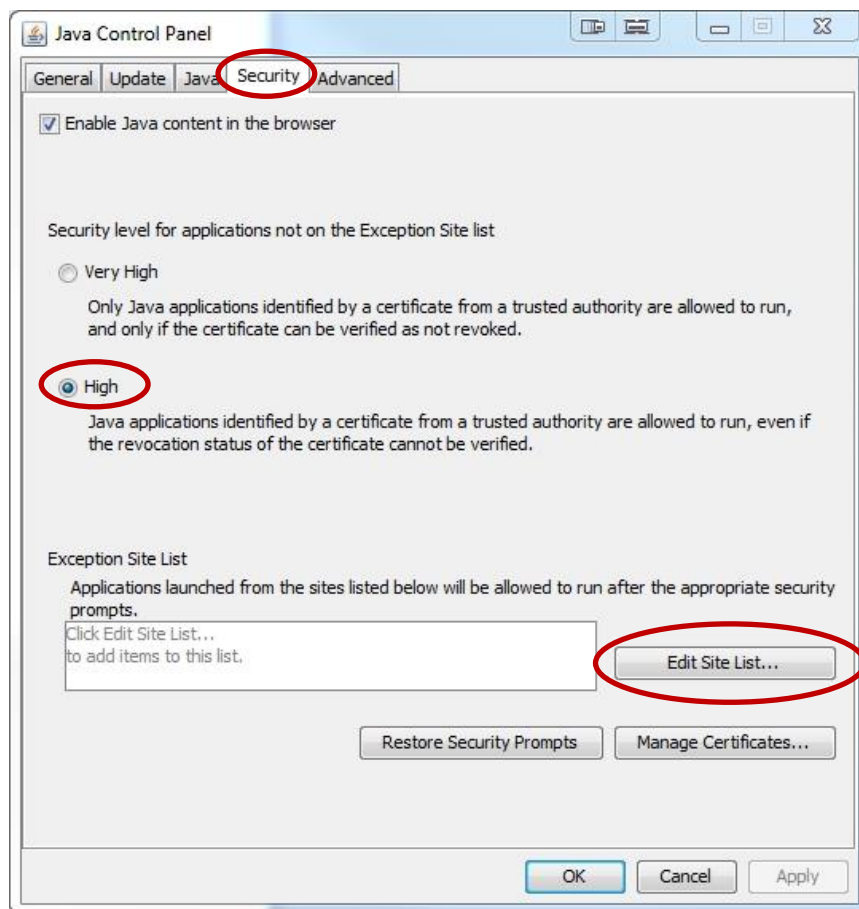 Java Control Panel
General Update Java Security Advanced
Enable Java content in the browser
Security level for applications not on the Exception Site list
Very High
Only Java applications identified by a certificate from a trusted authority are allowed to run,
and only if the certificate can be verified as not revoked.
High
Java applications identified by a certificate from a trusted authority are allowed to run, even if
the revocation status of the certificate cannot be verified.
Exception Site List
Applications launched from the sites listed below will be allowed to run after the appropriate security
prompts.
Click Edit Site List...
to add items to this list.
Edit Site List...
Restore Security Prompts Manage Certificates...
OK Cancel Apply